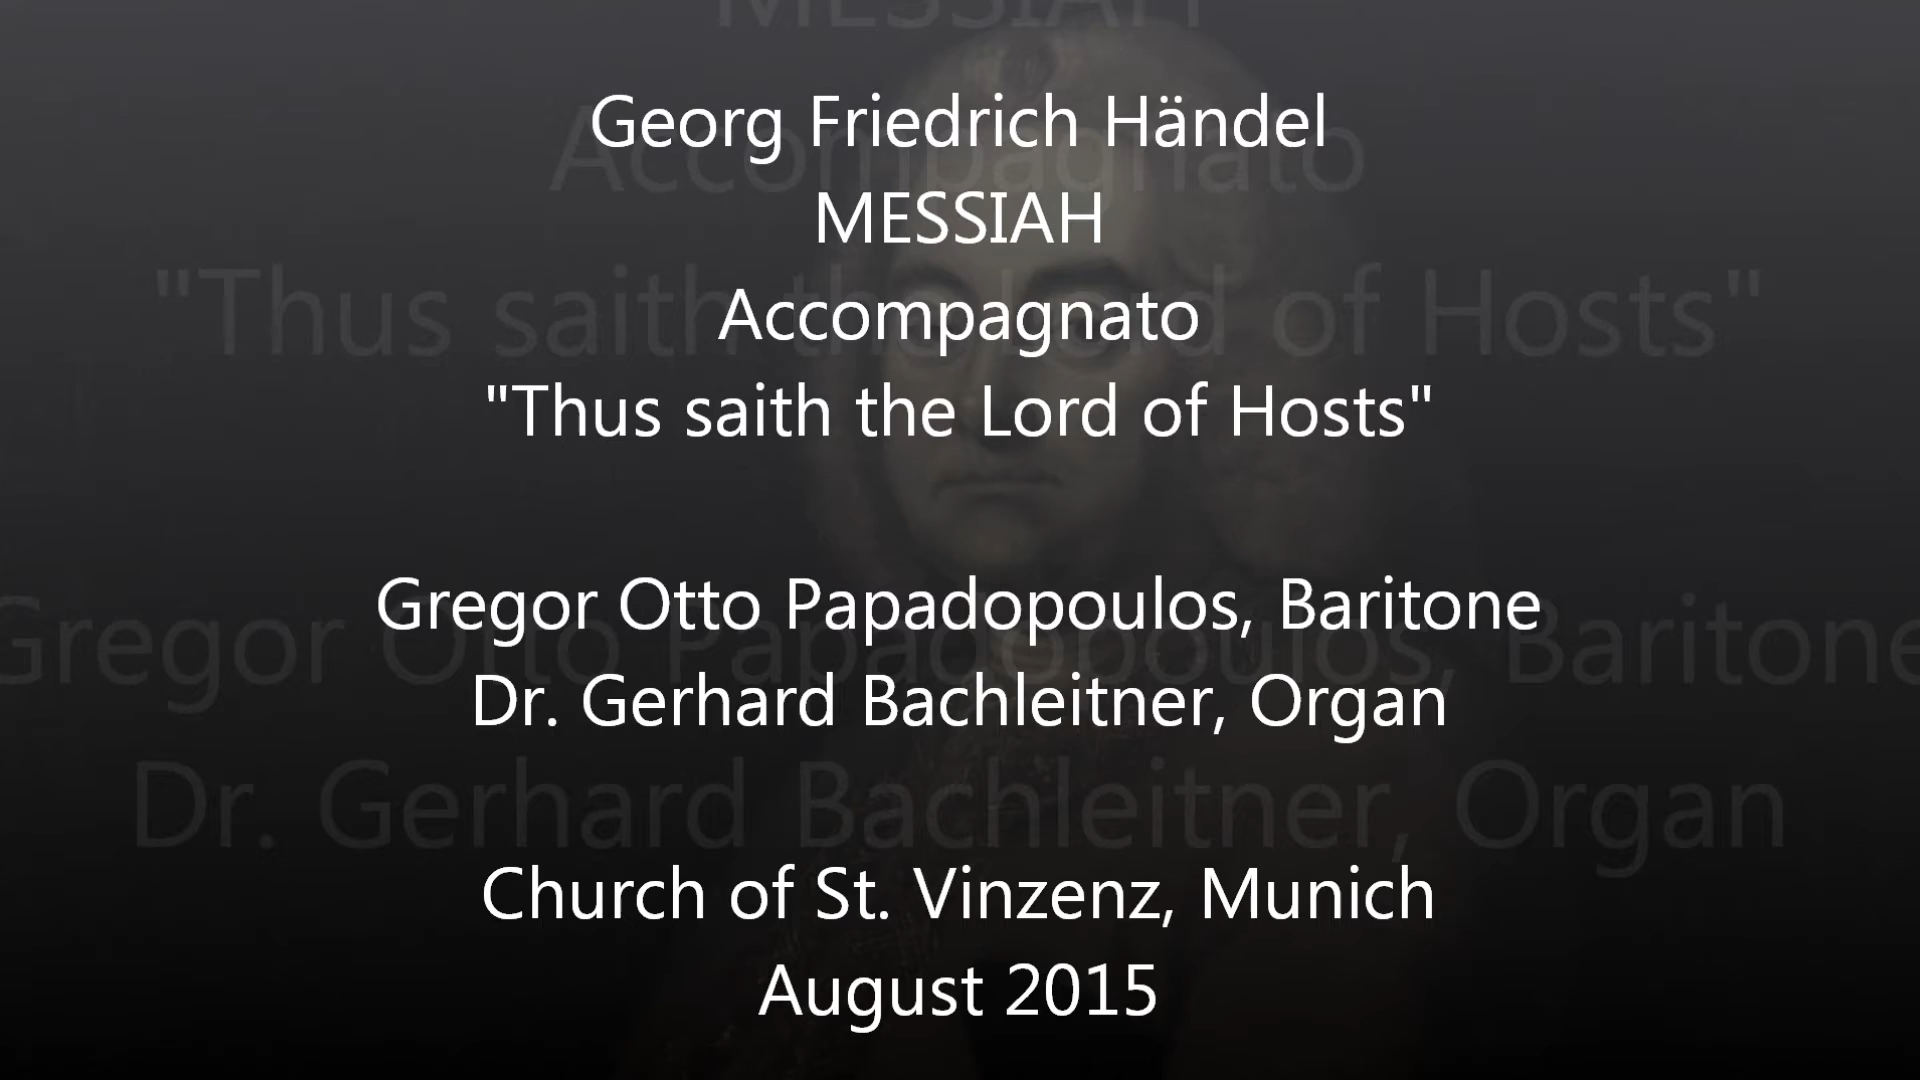 Georg Friedrich Händel
MESSIAH
Accompagnato
"Thus saith the Lord of Hosts"
Gregor Otto Papadopoulos, Baritone
Dr. Gerhard Bachleitner, Organ
Church of St. Vinzenz, Munich
August 2015